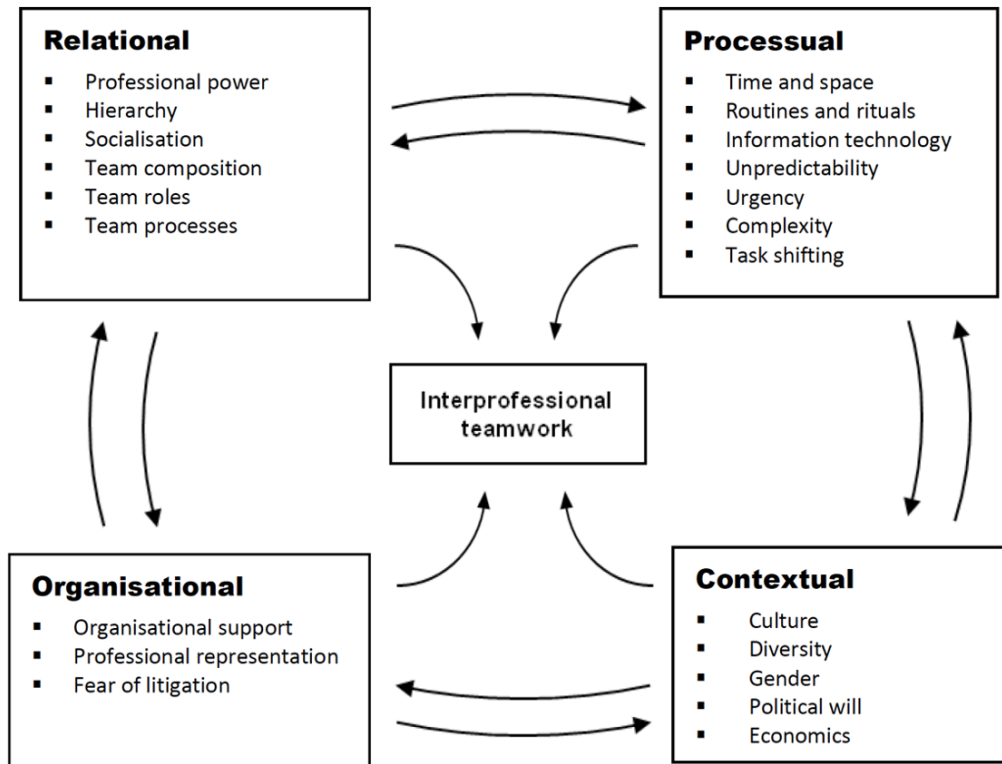 Relational
▪ Professional power
▪ Hierarchy
▪ Socialisation
▪ Team composition
▪ Team roles
▪ Team processes
Processual
▪ Time and space
▪ Routines and rituals
▪ Information technology
▪ Unpredictability
▪ Urgency
▪ Complexity
▪ Task shifting
Interprofessional
teamwork
Organisational
▪ Organisational support
▪ Professional representation
▪ Fear of litigation
Contextual
▪ Culture
▪ Diversity
▪ Gender
▪ Political will
▪ Economics